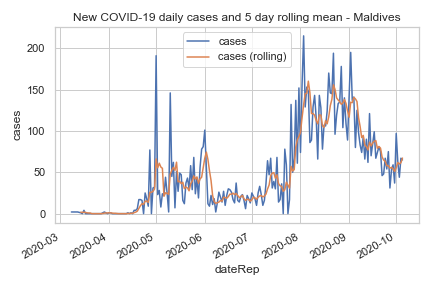 New COVID-19 daily cases and 5 day rolling mean - Maldives
cases
cases (rolling)
200
150
100
50
0
cases
2020-03
2020-04
2020-05
2020-06
2020-07
2020-08
2020-09
2020-10
dateRep